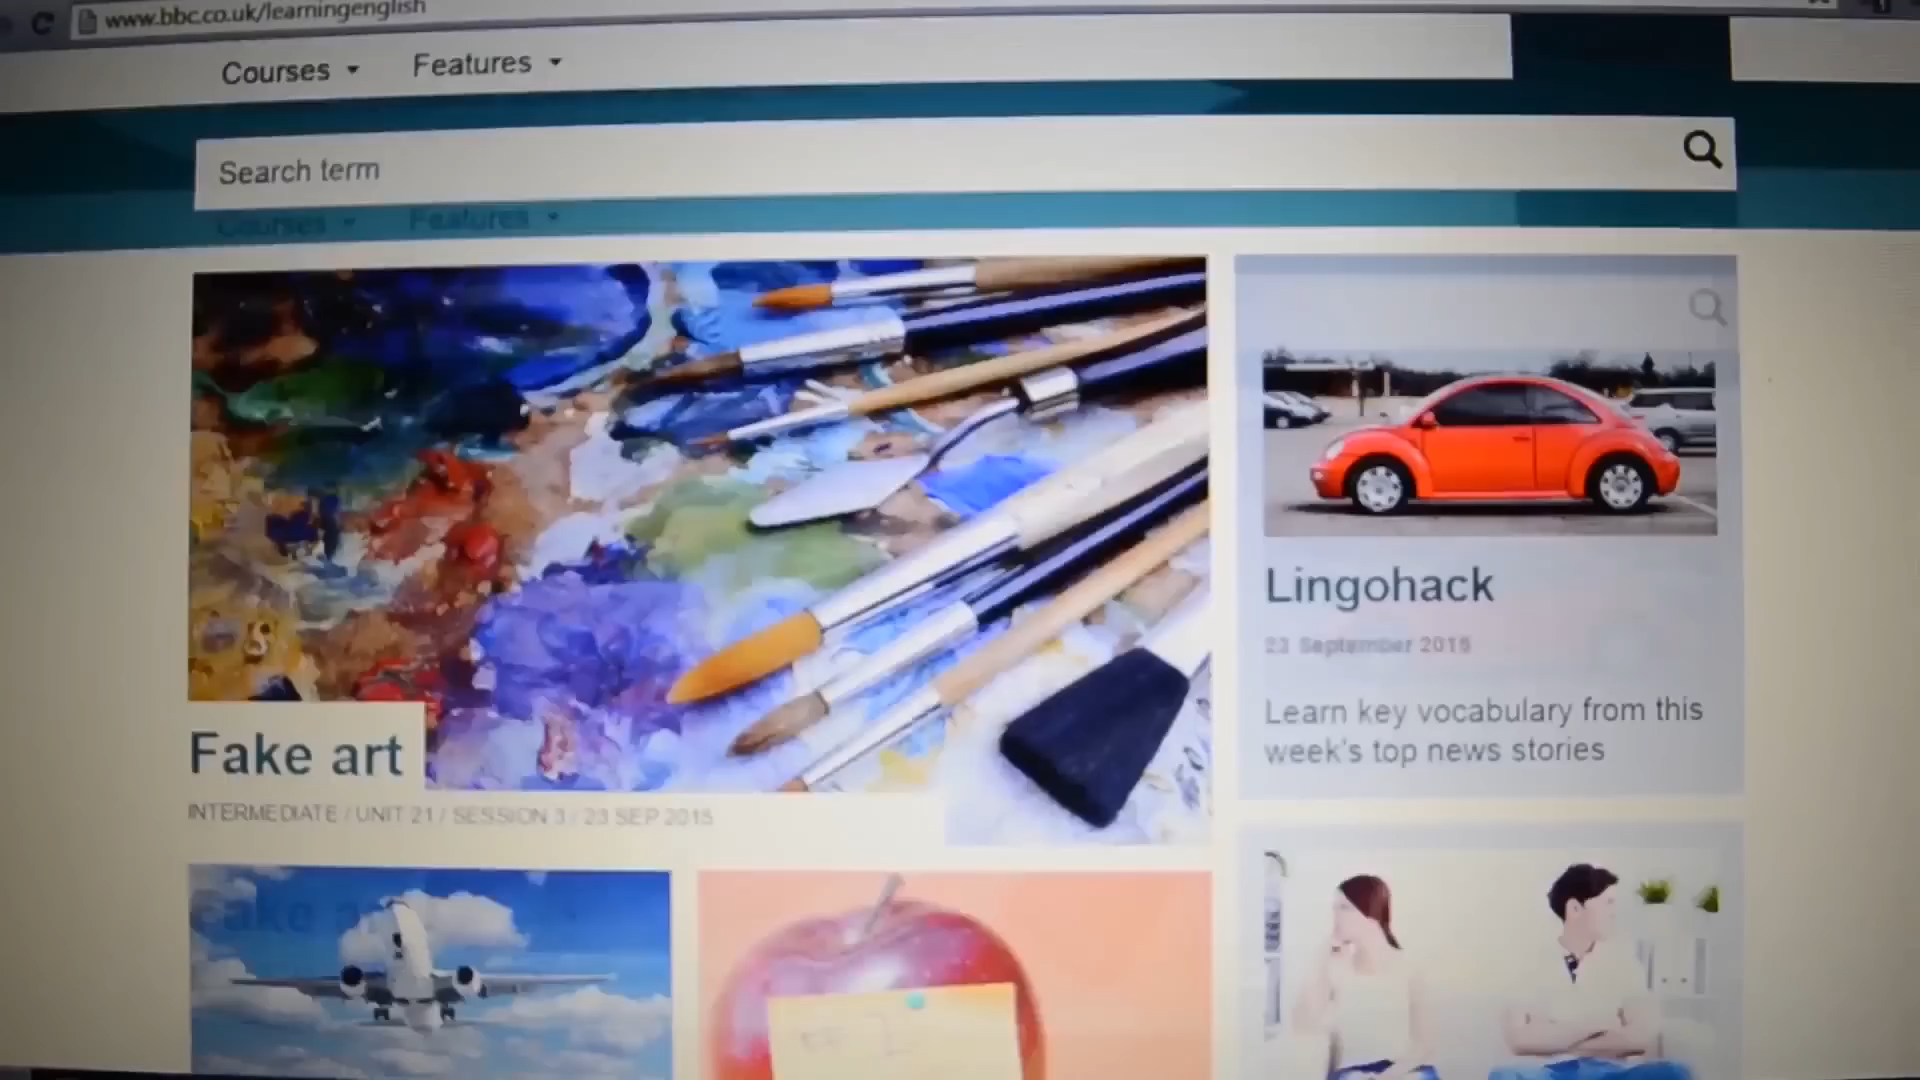 www.bbc.co.uk/learningenglish
Courses
Features
Search term
Courses
Features
Fake art
INTERMEDIATE / UNIT 21 / SESSION 3 / 23 SEP 2015
Lingohack
23 September 2015
Learn key vocabulary from this
week's top news stories